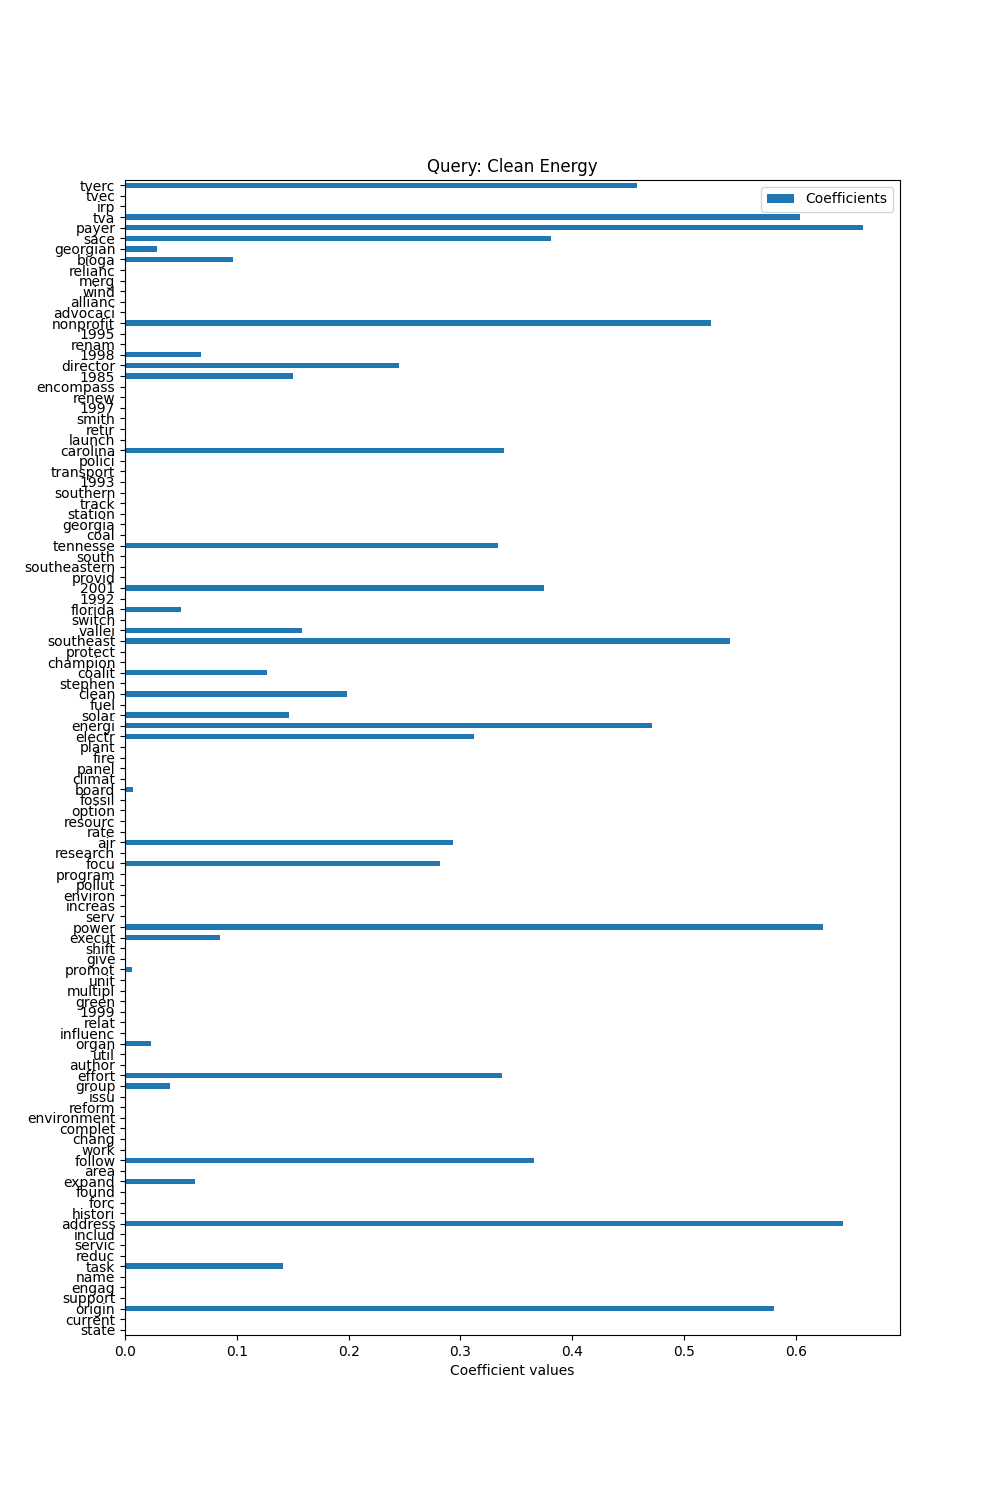 Query: Clean Energy
Coefficients
tverc
tvec
irp
tva
payer
sace
georgian
bioga
relianc
merg
wind
allianc
advocaci
nonprofit
1995
renam
1998
director
1985
encompass
renew
1997
smith
retir
launch
carolina
polici
transport
1993
southern
track
station
georgia
coal
tennesse
south
southeastern
provid
2001
1992
florida
switch
vallei
southeast
protect
champion
coalit
stephen
clean
fuel
solar
energi
electr
plant
fire
panel
climat
board
fossil
option
resourc
rate
air
research
focu
program
pollut
environ
increas
serv
power
execut
shift
give
promot
unit
multipl
green
1999
relat
influenc
organ
util
author
effort
group
issu
reform
environment
complet
chang
work
follow
area
expand
found
forc
histori
address
includ
servic
reduc
task
name
engag
support
origin
current
state
0.0 0.1 0.2 0.3 0.4 0.5 0.6
Coefficient values